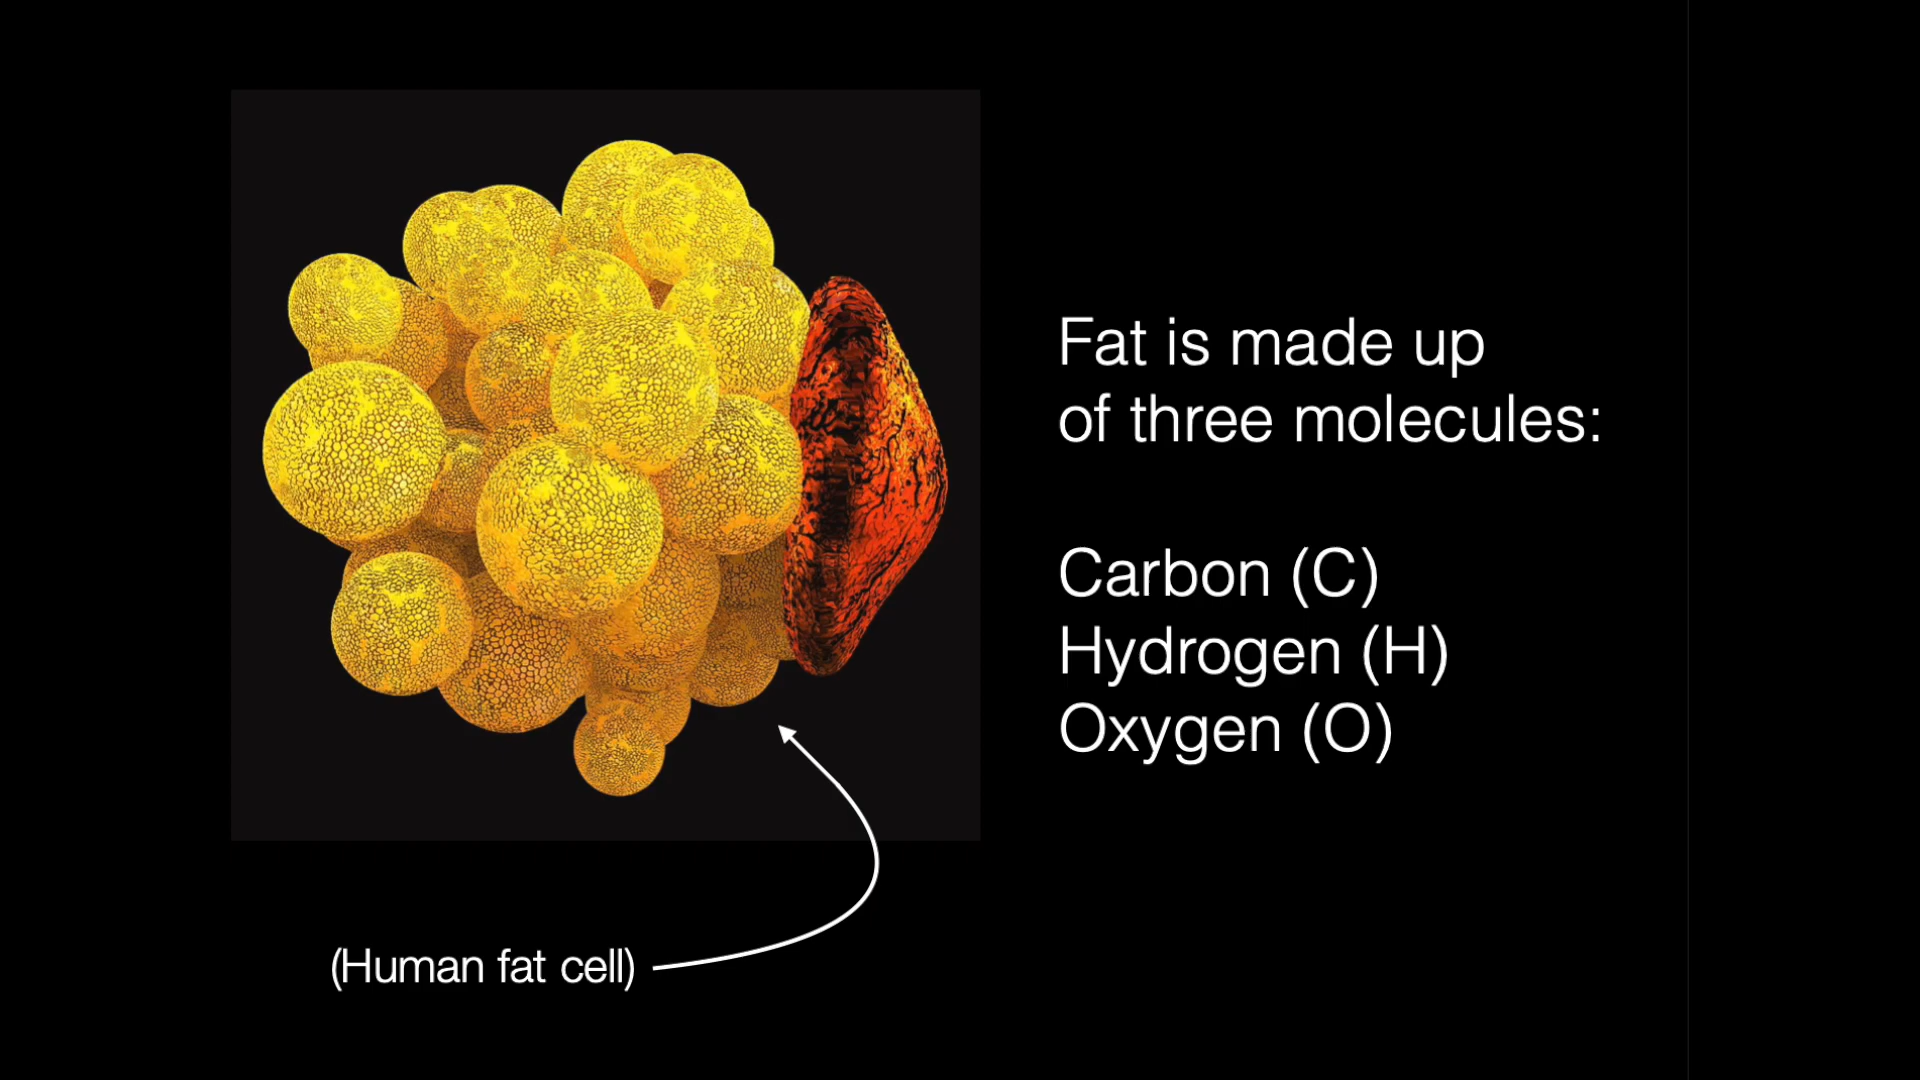 Fat is made up
of three molecules:
Carbon (C)
Hydrogen (H)
Oxygen (O)
(Human fat cell)